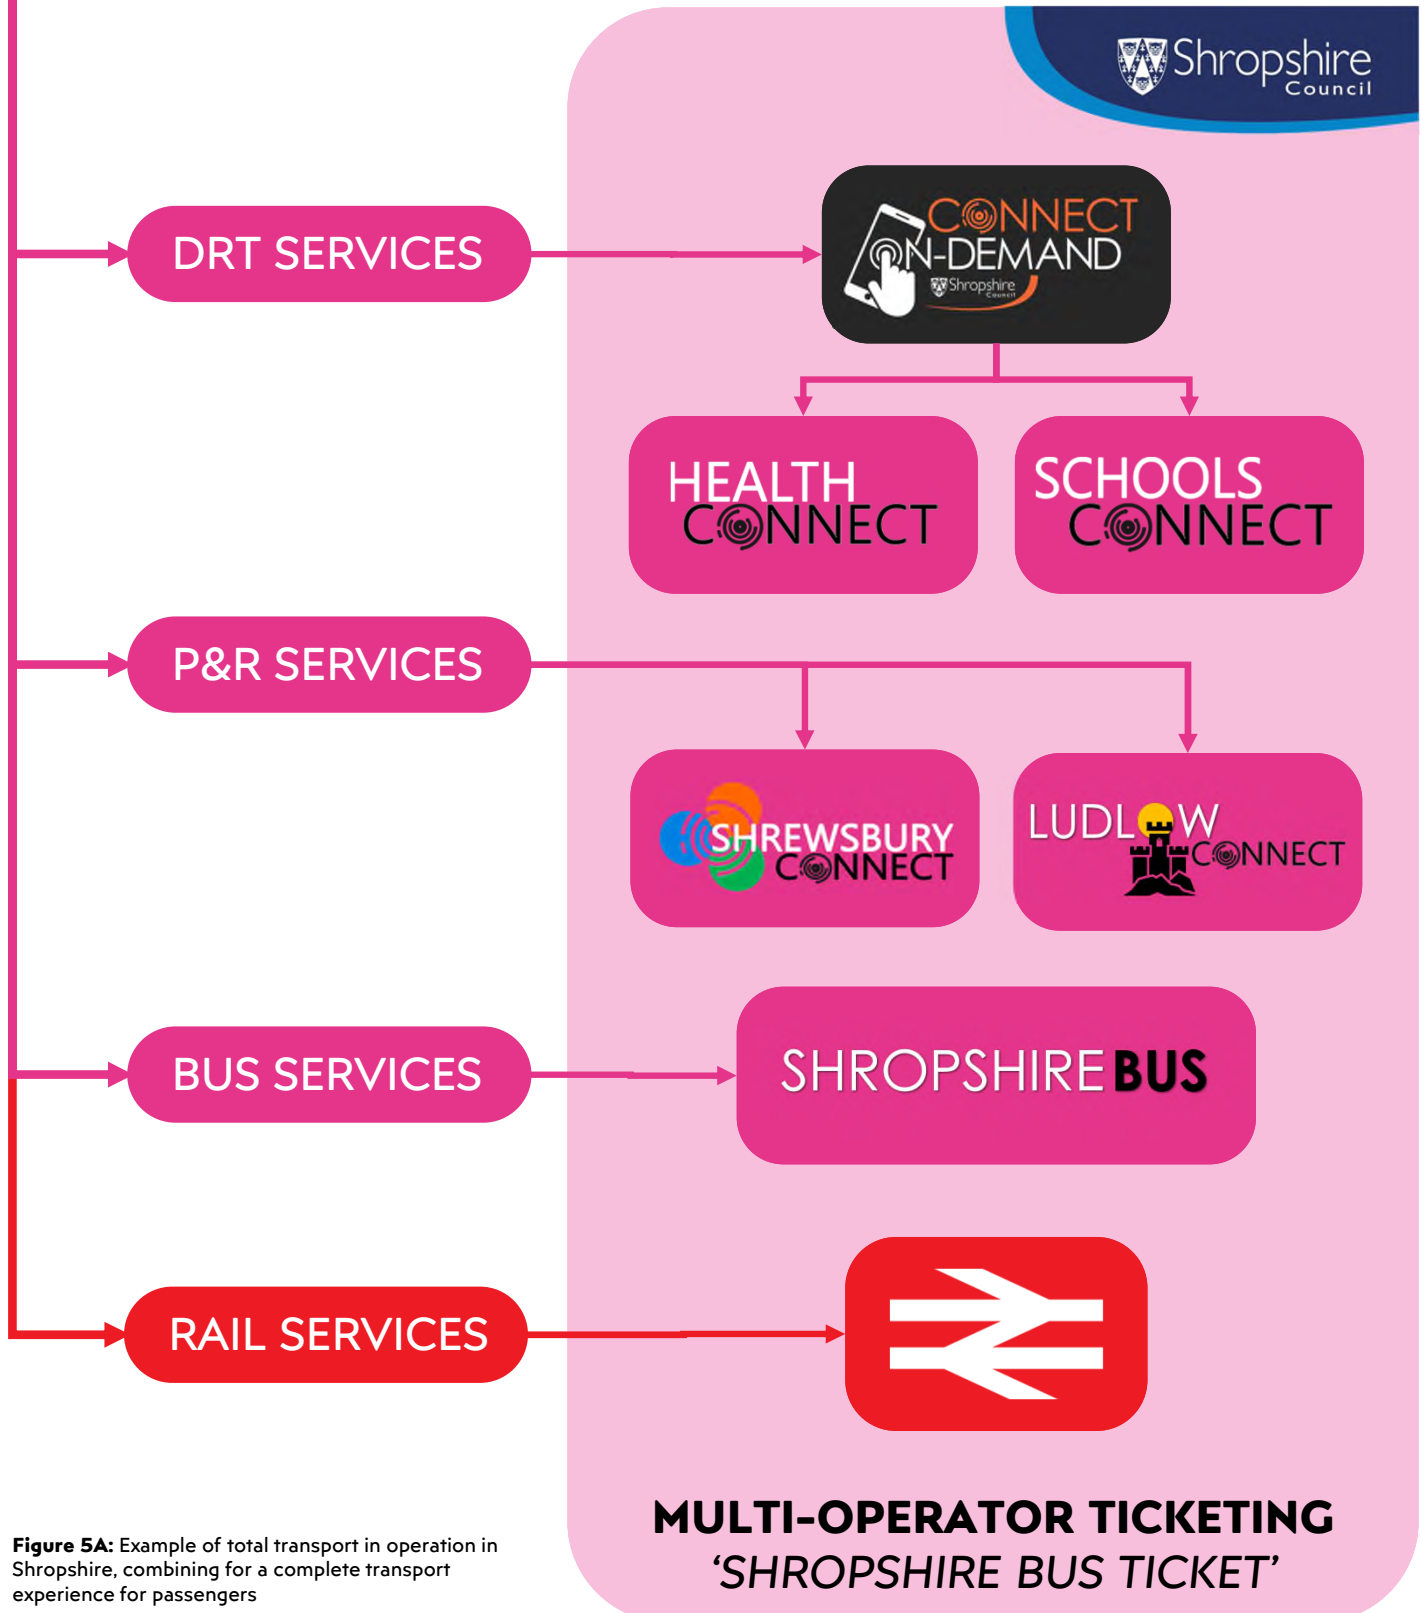 Shropshire
Council
DRT SERVICES
CONNECT
ON-DEMAND
Shropshire
Council
HEALTH
CONNECT
SCHOOLS
CONNECT
P&R SERVICES
SHREWSBURY
CONNECT
LUDLOW
CONNECT
BUS SERVICES
SHROPSHIRE BUS
RAIL SERVICES
MULTI-OPERATOR TICKETING
‘SHROPSHIRE BUS TICKET’
Figure 5A: Example of total transport in operation in
Shropshire, combining for a complete transport
experience for passengers